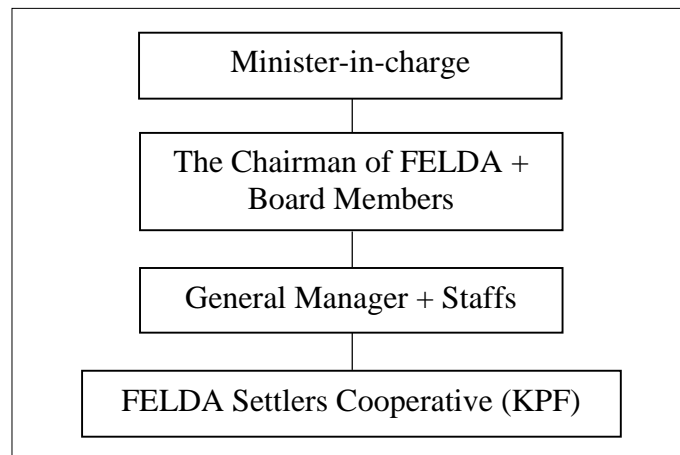 Minister-in-charge
The Chairman of FELDA +
Board Members
General Manager + Staffs
FELDA Settlers Cooperative (KPF)